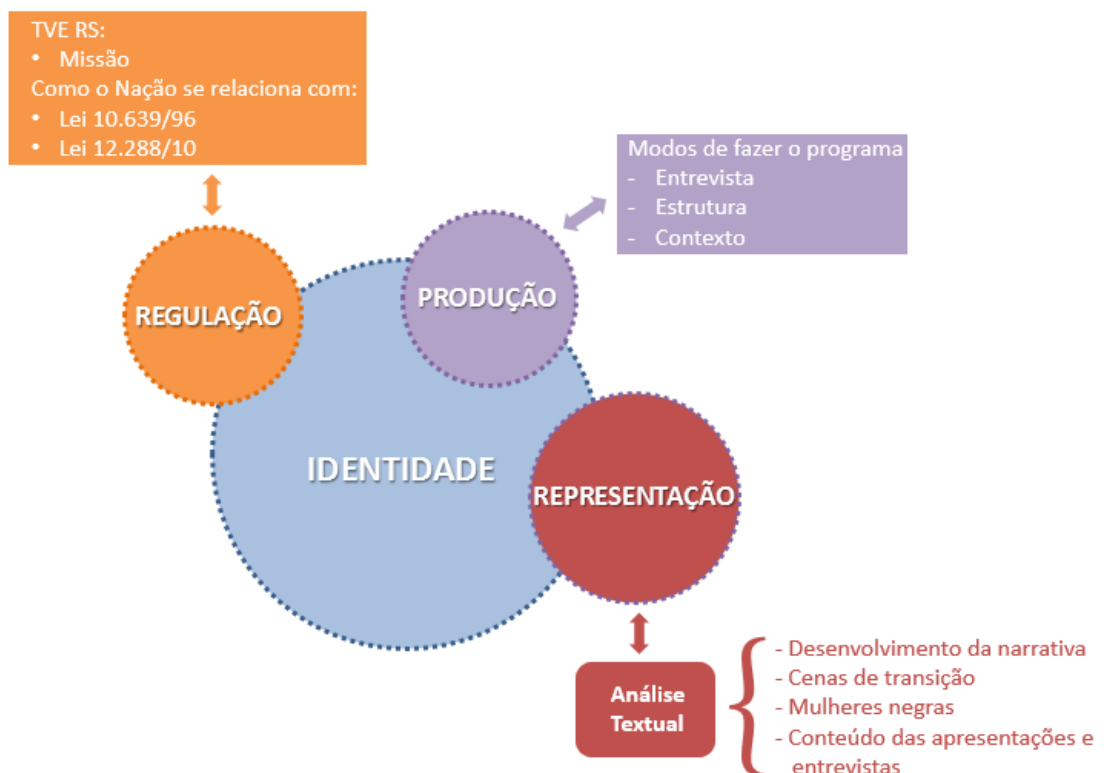 TVE RS:
• Missão
Como o Nação se relaciona com:
• Lei 10.639/96
• Lei 12.288/10
Modos de fazer o programa
- Entrevista
- Estrutura
- Contexto
REGULAÇÃO
PRODUÇÃO
IDENTIDADE
REPRESENTAÇÃO
Análise
Textual
- Desenvolvimento da narrativa
- Cenas de transição
- Mulheres negras
- Conteúdo das apresentações e
entrevistas